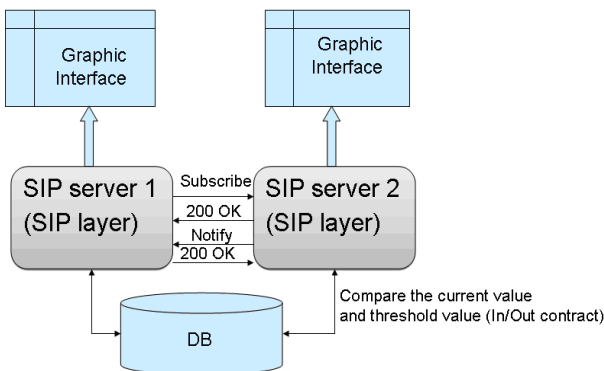 Graphic
Interface
Graphic
Interface
SIP server 1
(SIP layer)
Subscribe
200 OK
Notify
200 OK
SIP server 2
(SIP layer)
DB
Compare the current value
and threshold value (In/Out contract)